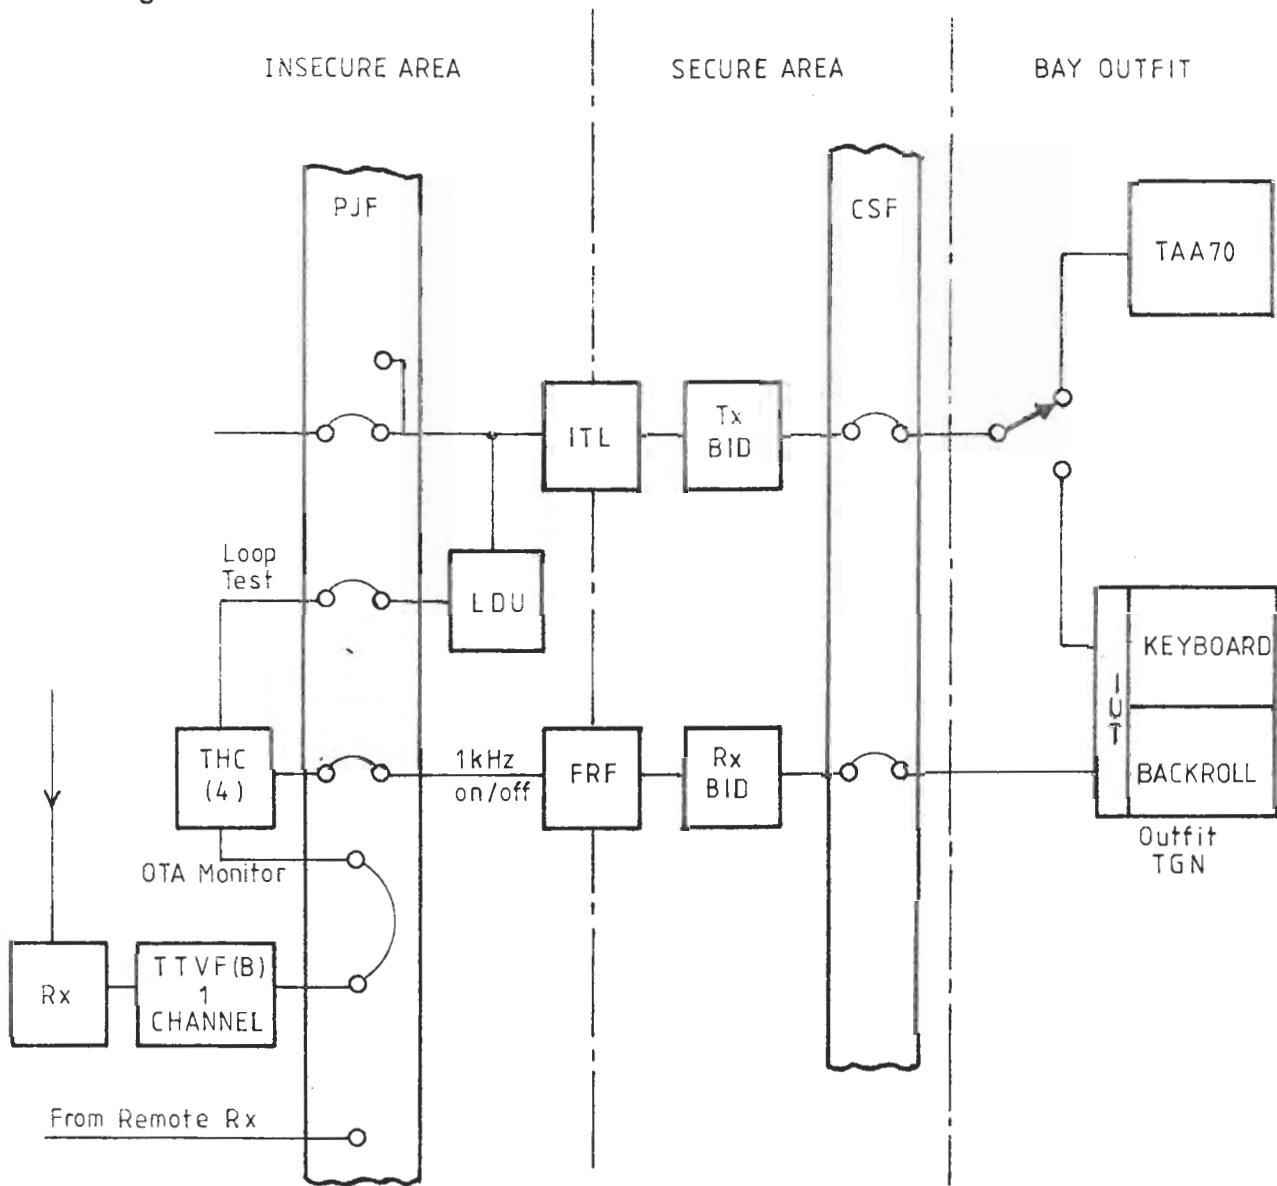 INSECURE AREA
SECURE AREA
BAY OUTFIT
PJF
CSF
TAA70
ITL
Tx
BID
Loop
Test
LDU
KEYBOARD
IUT
BACKROLL
Outfit
TGN
THC
(4)
1kHz
on/off
FRF
Rx
BID
OTA Monitor
Rx
TTVF(B)
1
CHANNEL
From Remote Rx